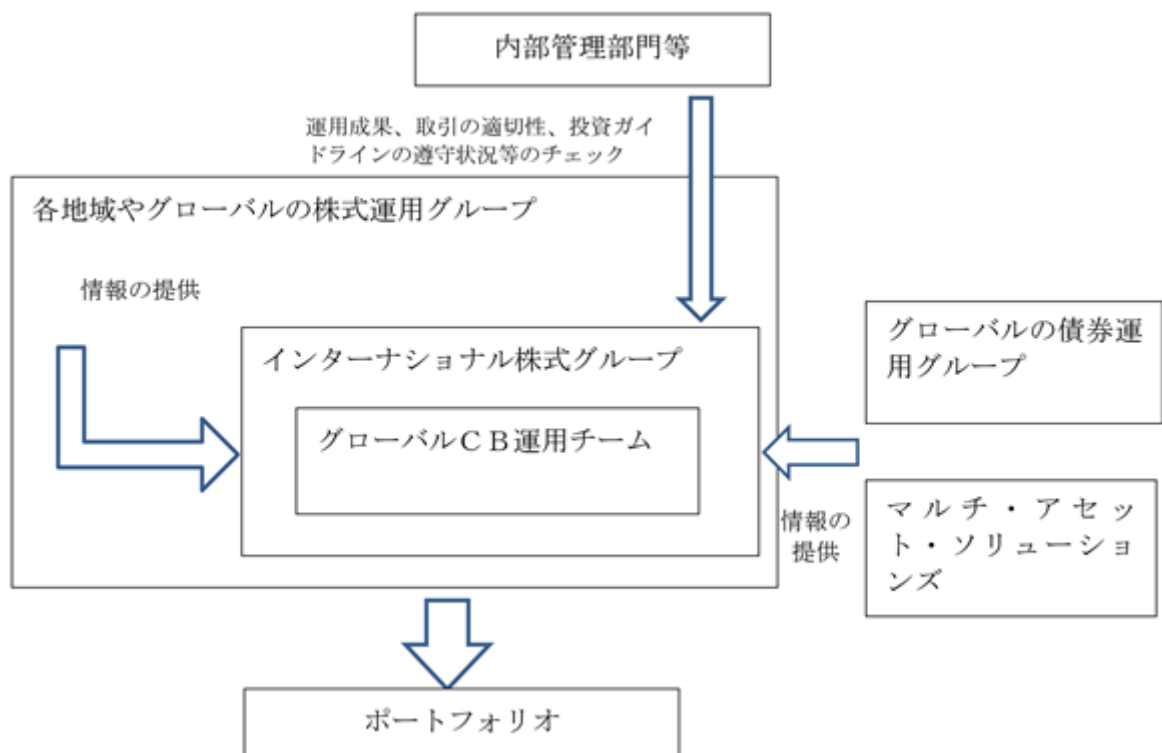 内部管理部門等
運用成果、取引の適切性、投資ガイ
ドラインの遵守状況等のチェック
各地域やグローバルの株式運用グループ
情報の提供
インターナショナル株式グループ
グローバルＣＢ運用チーム
グローバルの債券運
用グループ
情報の
提供
マルチ・アセッ
ト・ソリューショ
ンズ
ポートフォリオ